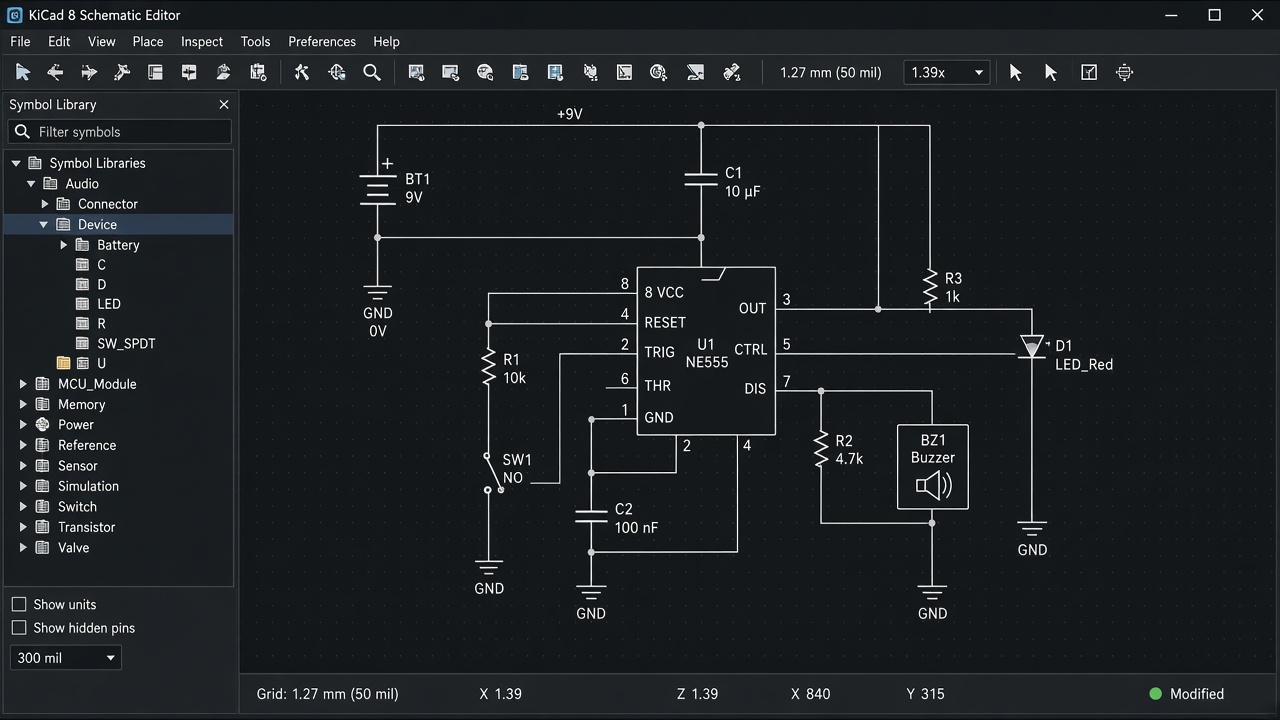 KiCad 8 Schematic Editor
File Edit View Place Inspect Tools Preferences Help
1.27 mm (50 mil)
1.39x
Symbol Library
Filter symbols
Symbol Libraries
Audio
Connector
Device
Battery
C
D
LED
R
SW_SPDT
U
MCU_Module
Memory
Power
Reference
Sensor
Simulation
Switch
Transistor
Valve
Show units
Show hidden pins
300 mil
+9V
+
BT1
9V
C1
10 µF
GND
0V
8
8 VCC
4
RESET
2
TRIG
6
THR
1
GND
U1
NE555
OUT
3
CTRL
5
DIS
7
2
4
R3
1k
D1
LED_Red
R1
10k
SW1
NO
GND
C2
100 nF
GND
R2
4.7k
BZ1
Buzzer
GND
GND
Grid: 1.27 mm (50 mil)
X 1.39
Z 1.39
X 840
Y 315
Modified